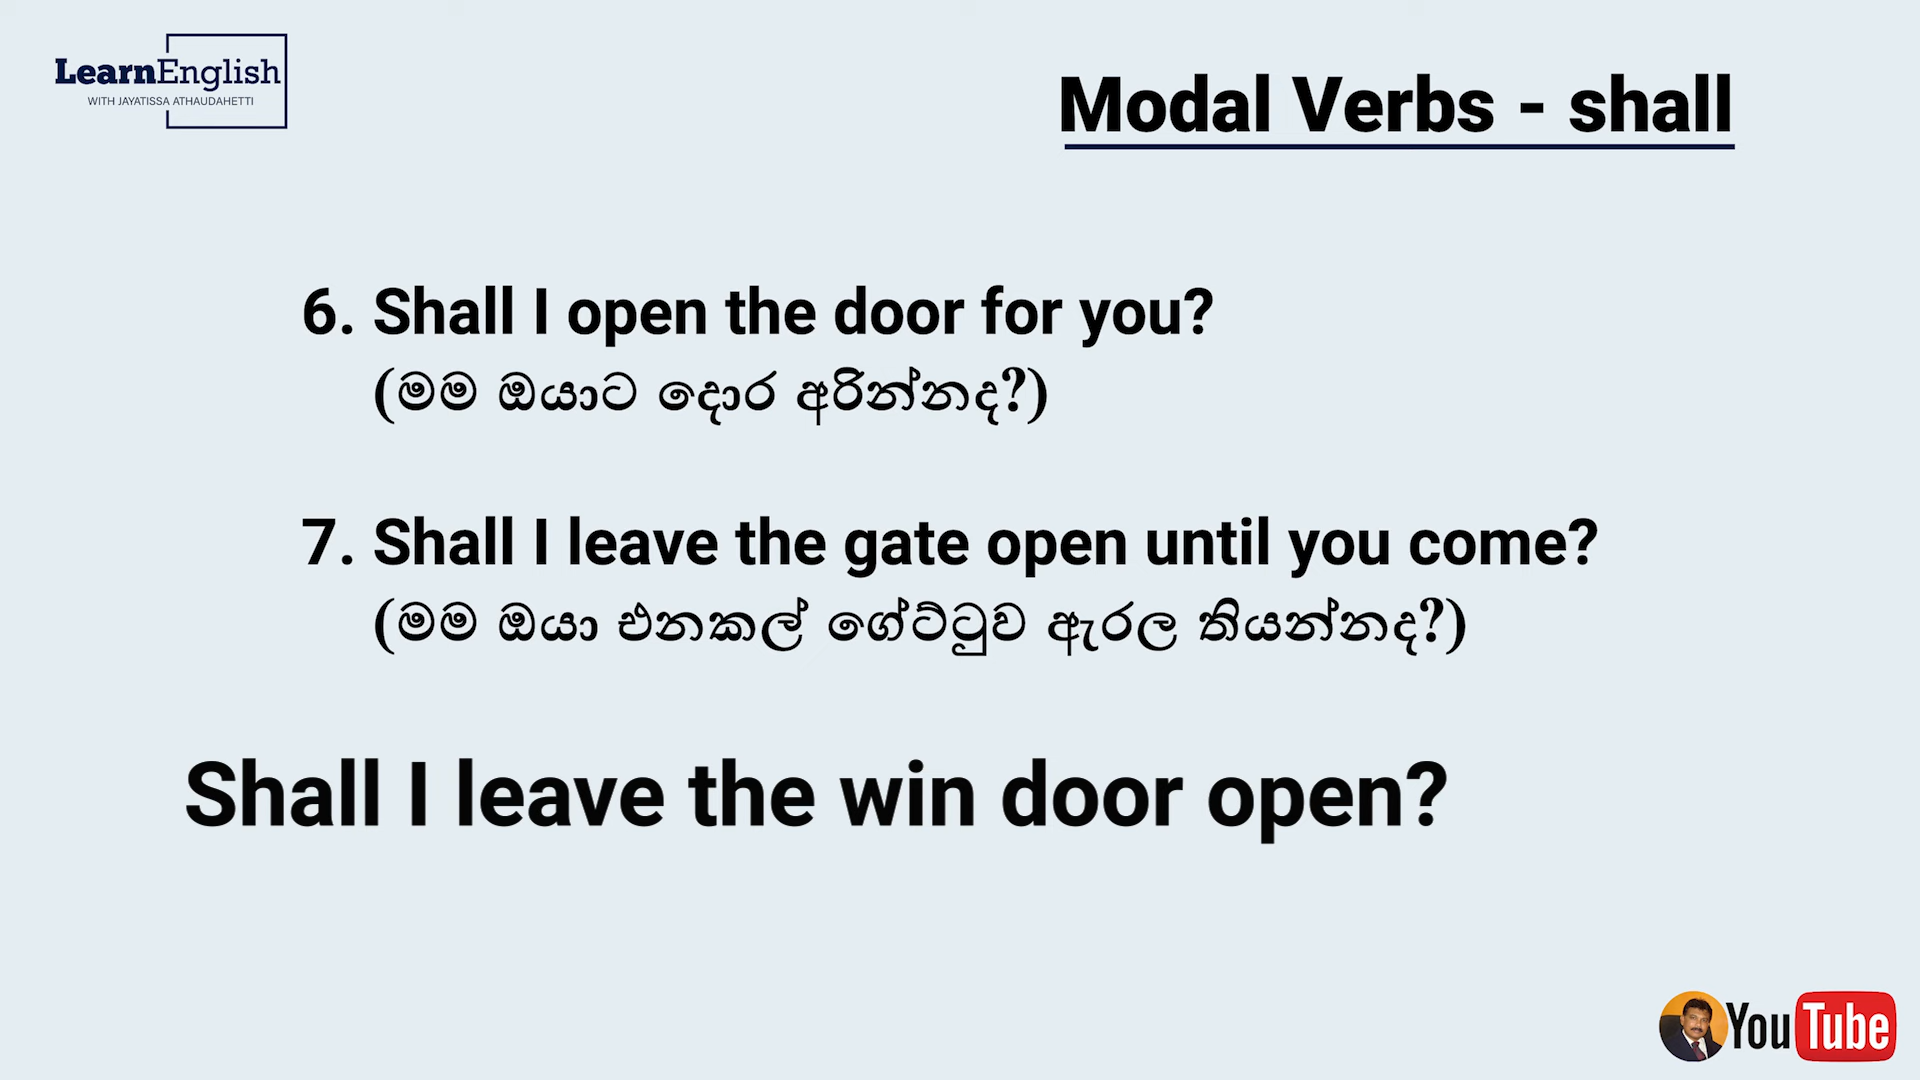 LearnEnglish
WITH JAYATISSA ATHAUDAHETTI
Modal Verbs - shall
6. Shall I open the door for you?
(මම ඔයාට දොර අරින්නද?)
7. Shall I leave the gate open until you come?
(මම ඔයා එනකල් ගේට්ටුව ඇරල තියන්නද?)
Shall I leave the win door open?
YouTube